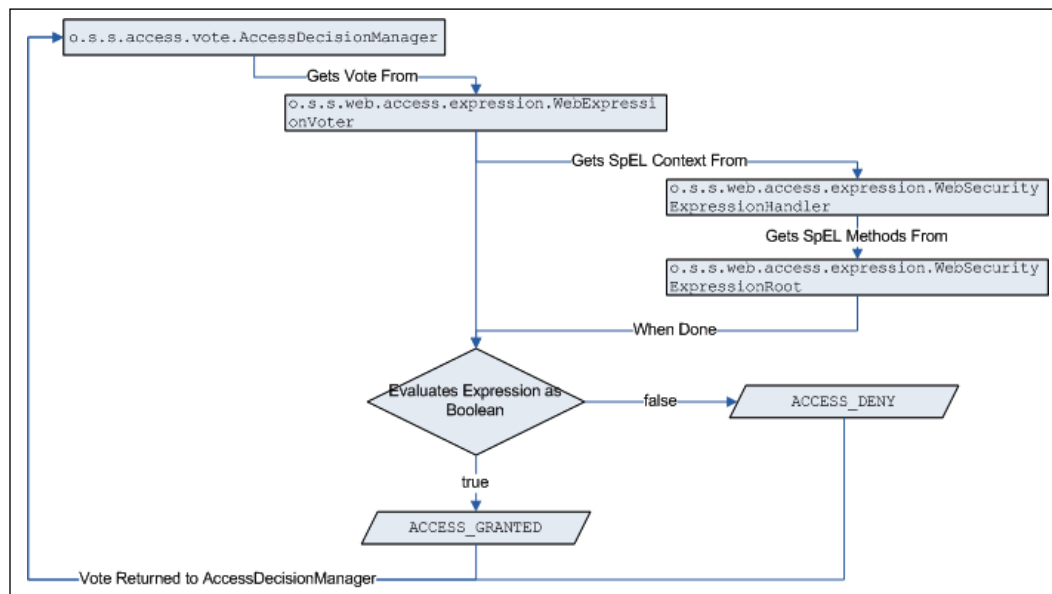 o.s.s.access.vote.AccessDecisionManager
Gets Vote From
o.s.s.web.access.expression.WebExpressi
onVoter
Gets SpEL Context From
o.s.s.web.access.expression.WebSecurity
ExpressionHandler
Gets SpEL Methods From
o.s.s.web.access.expression.WebSecurity
ExpressionRoot
When Done
Evaluates Expression as
Boolean
false
ACCESS_DENY
true
ACCESS_GRANTED
Vote Returned to AccessDecisionManager